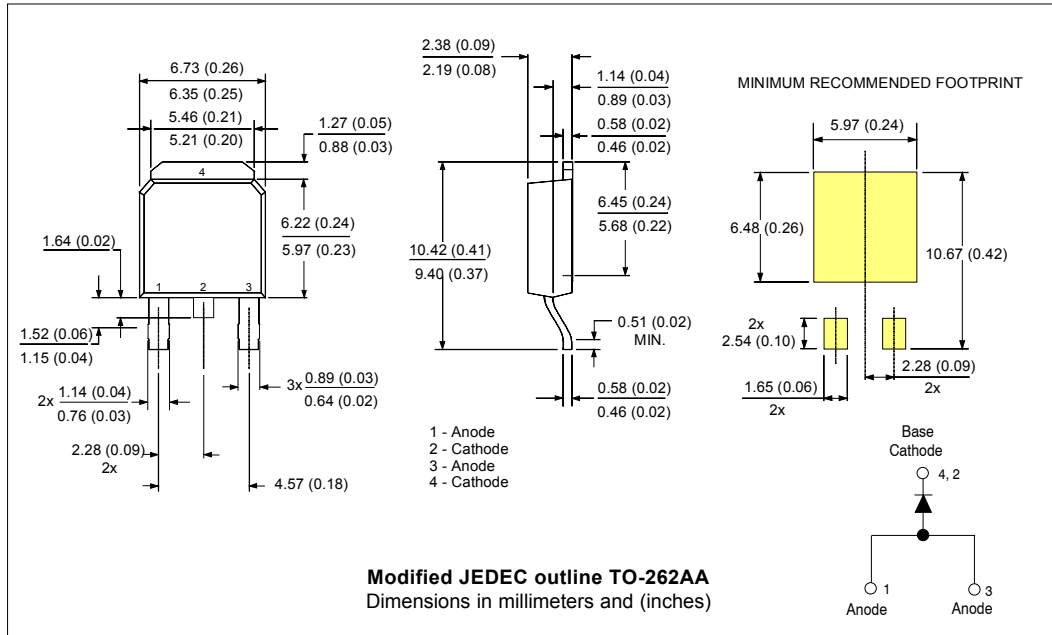 6.73 (0.26)
6.35 (0.25)
5.46 (0.21)
5.21 (0.20)
1.27 (0.05)
0.88 (0.03)
4
6.22 (0.24)
5.97 (0.23)
1.64 (0.02)
1
2
3
1.52 (0.06)
1.15 (0.04)
2x 1.14 (0.04)
0.76 (0.03)
3x 0.89 (0.03)
0.64 (0.02)
2.28 (0.09)
2x
4.57 (0.18)
2.38 (0.09)
2.19 (0.08)
1.14 (0.04)
0.89 (0.03)
0.58 (0.02)
0.46 (0.02)
6.45 (0.24)
5.68 (0.22)
10.42 (0.41)
9.40 (0.37)
0.51 (0.02)
MIN.
0.58 (0.02)
0.46 (0.02)
1 - Anode
2 - Cathode
3 - Anode
4 - Cathode
MINIMUM RECOMMENDED FOOTPRINT
5.97 (0.24)
6.48 (0.26)
10.67 (0.42)
2x
2.54 (0.10)
1.65 (0.06)
2x
2.28 (0.09)
2x
Base
Cathode
4, 2
1
Anode
3
Anode
Modified JEDEC outline TO-262AA
Dimensions in millimeters and (inches)